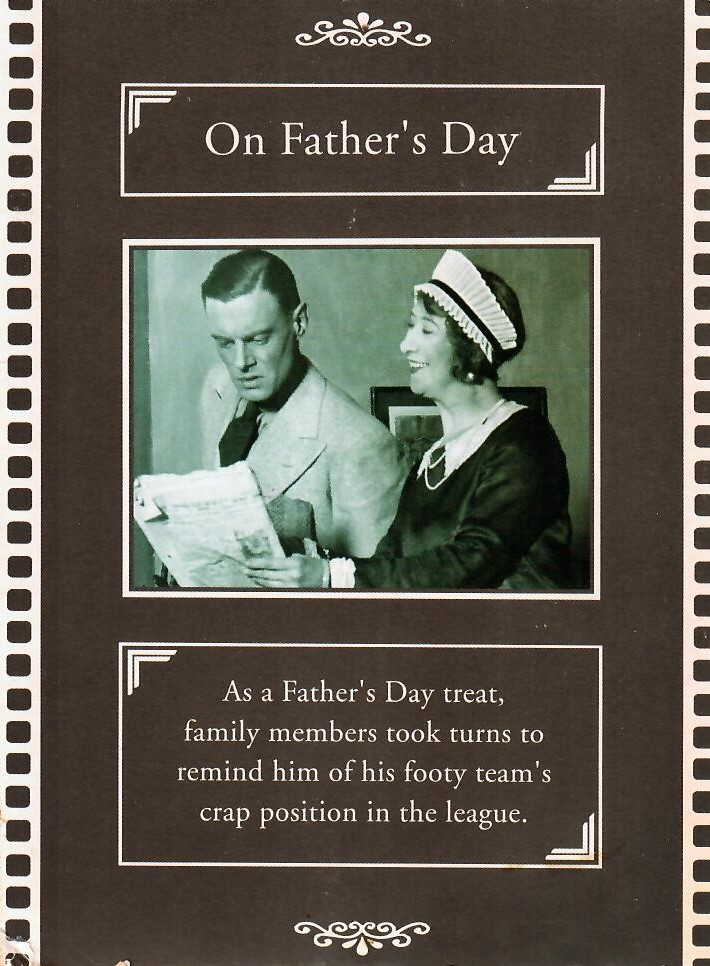 On Father's Day
As a Father's Day treat,
family members took turns to
remind him of his footy team's
crap position in the league.